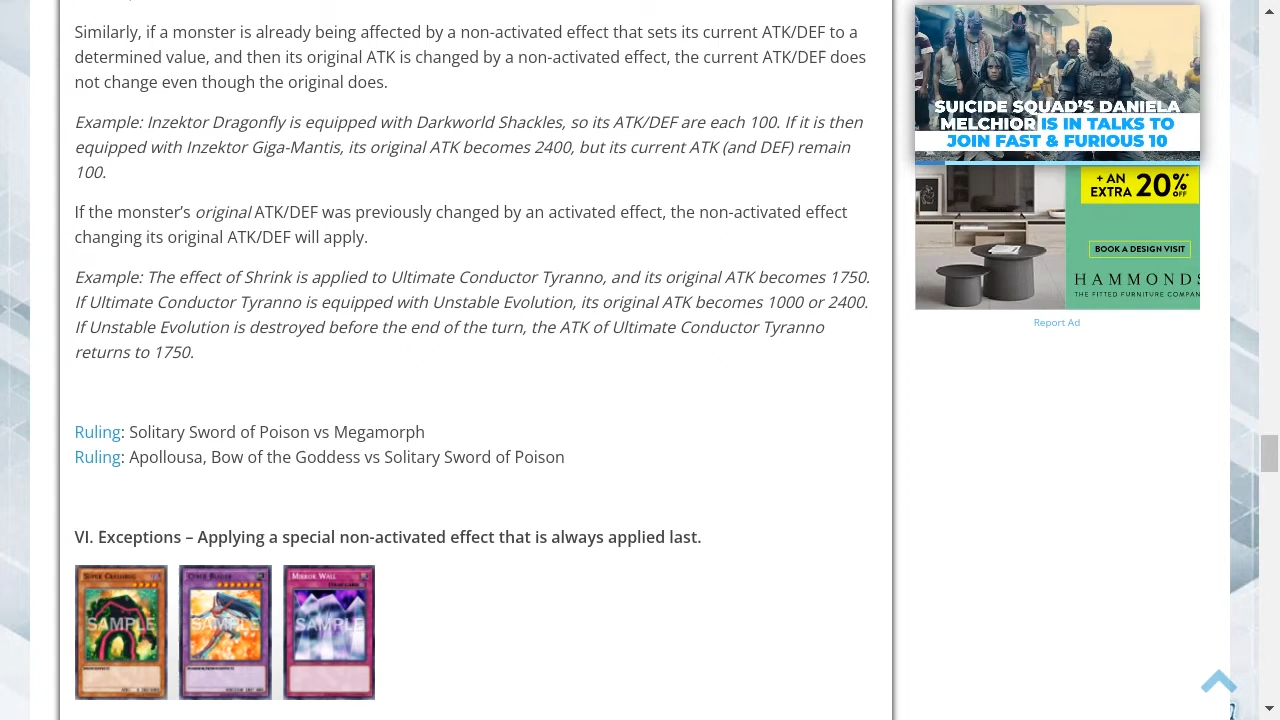 Similarly, if a monster is already being affected by a non-activated effect that sets its current ATK/DEF to a
determined value, and then its original ATK is changed by a non-activated effect, the current ATK/DEF does
not change even though the original does.
Example: Inzektor Dragonfly is equipped with Darkworld Shackles, so its ATK/DEF are each 100. If it is then
equipped with Inzektor Giga-Mantis, its original ATK becomes 2400, but its current ATK (and DEF) remain
100.
If the monster’s original ATK/DEF was previously changed by an activated effect, the non-activated effect
changing its original ATK/DEF will apply.
Example: The effect of Shrink is applied to Ultimate Conductor Tyranno, and its original ATK becomes 1750.
If Ultimate Conductor Tyranno is equipped with Unstable Evolution, its original ATK becomes 1000 or 2400.
If Unstable Evolution is destroyed before the end of the turn, the ATK of Ultimate Conductor Tyranno
returns to 1750.
Ruling: Solitary Sword of Poison vs Megamorph
Ruling: Apollousa, Bow of the Goddess vs Solitary Sword of Poison
VI. Exceptions – Applying a special non-activated effect that is always applied last.
SAMPLE
SAMPLE
MIRROR WALL
SAMPLE
SUICIDE SQUAD'S DANIELA
MELCHIOR IS IN TALKS TO
JOIN FAST & FURIOUS 10
+ AN
EXTRA 20%*
OFF
BOOK A DESIGN VISIT
HAMMONDS
THE FITTED FURNITURE COMPAN
Report Ad